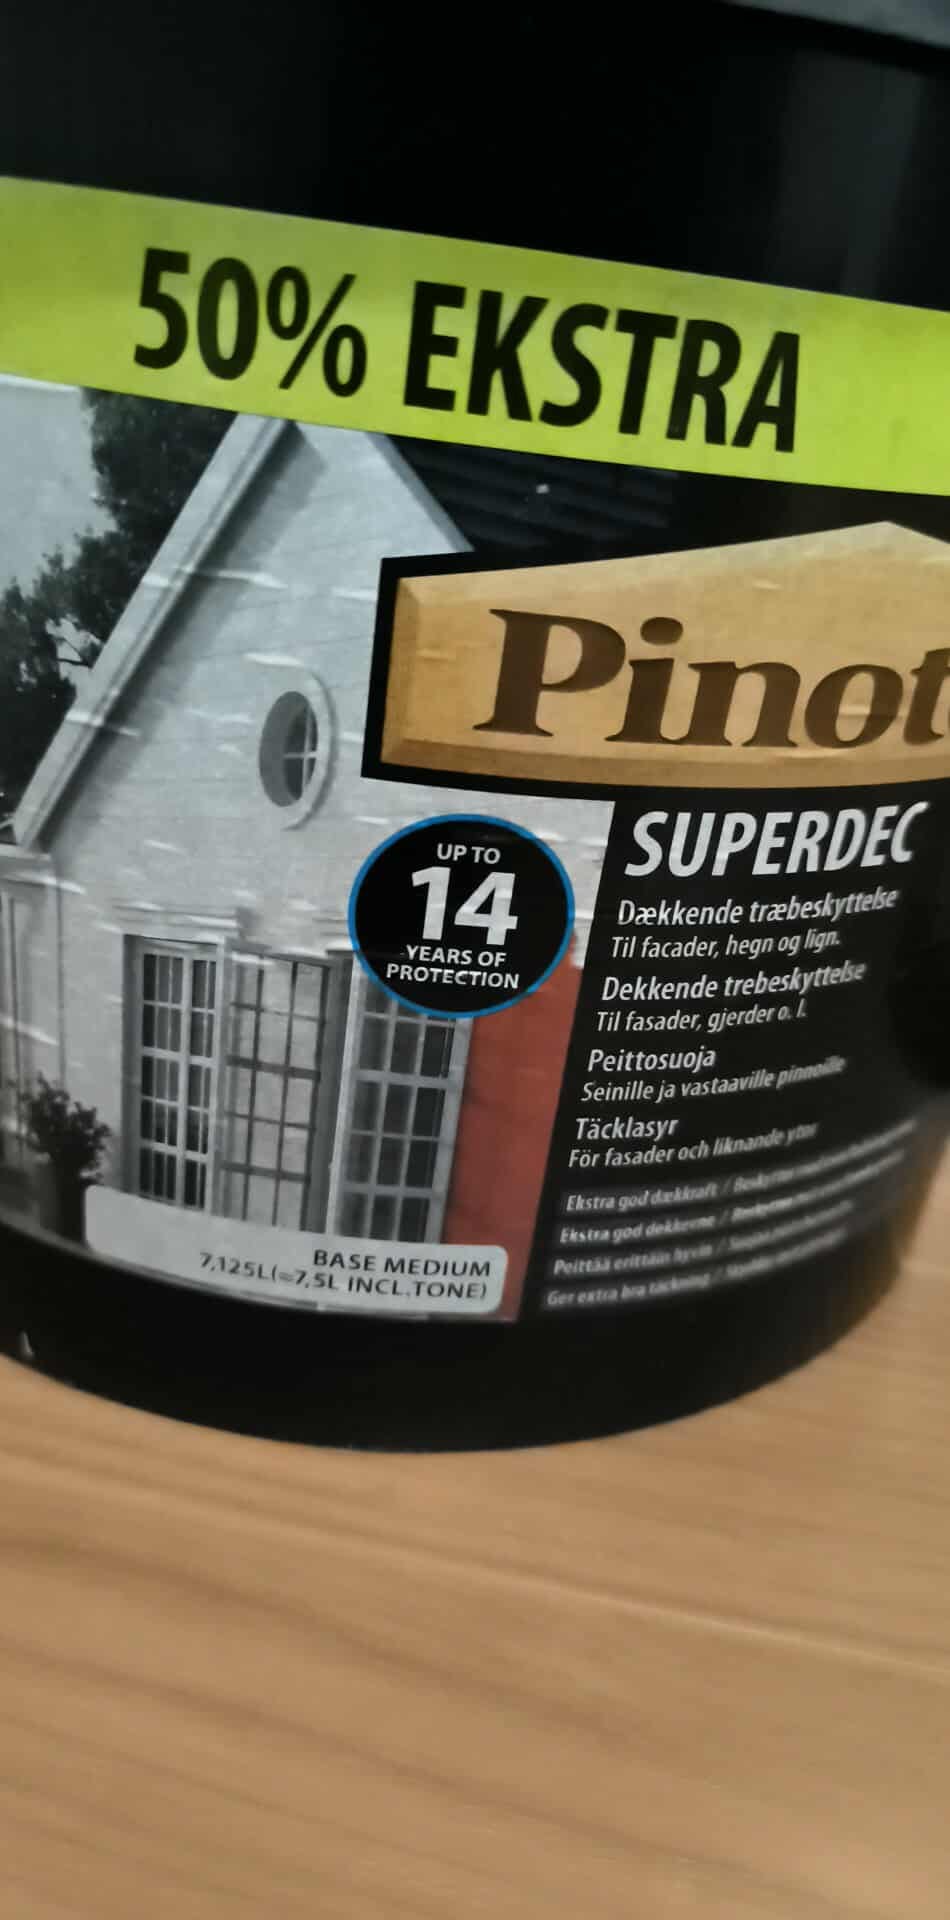 50% EKSTRA
Pinot
SUPERDEC
UP TO
14
YEARS OF
PROTECTION
Dækkende træbeskyttelse
Til facader, hegn og lign.
Dekkende trebeskyttelse
Til fasader, gjerder o. l.
Peittosuoja
Seinille ja vastaaville pinnoille
Täcklasyr
För fasader och liknande ytor
Ekstra god dækkraft /
Ekstra god dekkevne /
Peittää erittäin hyvin /
Ger extra bra täckning /
BASE MEDIUM
7,125L(=7,5L INCL.TONE)